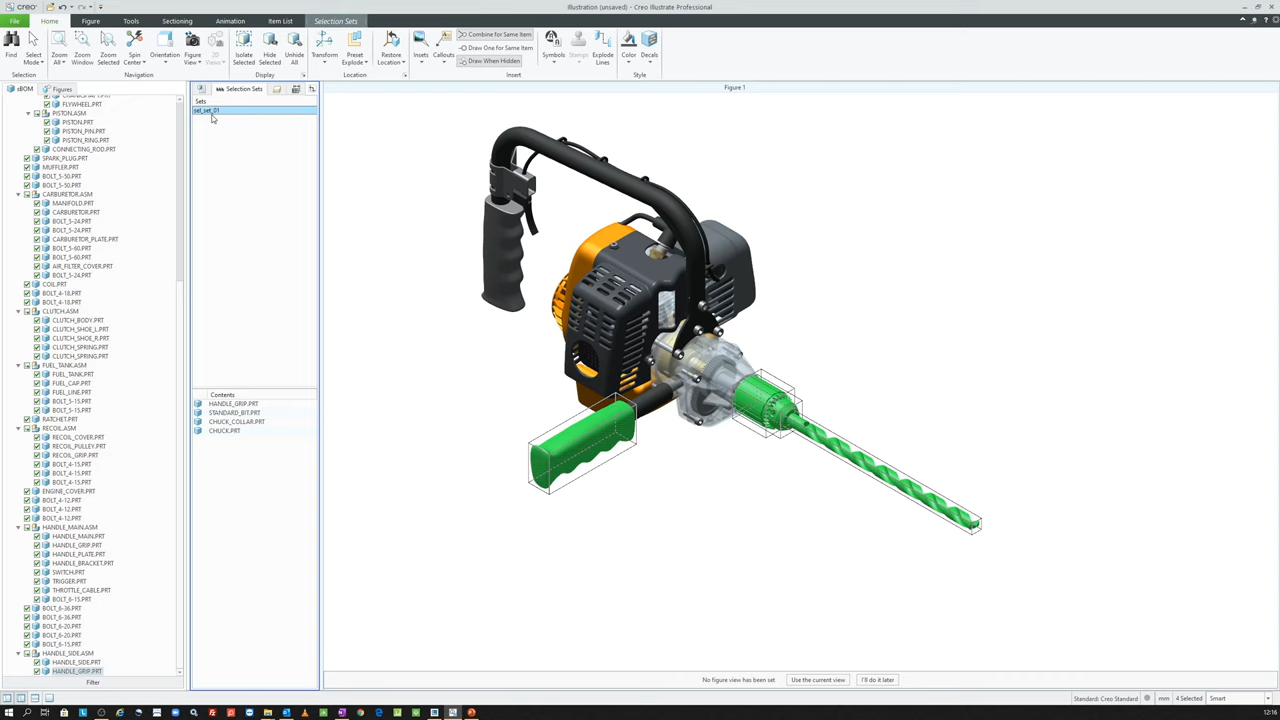 creo
Illustration (unsaved) - Creo Illustrate Professional
File
Home
Figure
Tools
Sectioning
Animation
Item List
Selection Sets
Find
Select Mode
Zoom All
Zoom Window
Zoom Selected
Spin Center
Orientation
Figure View
2D Views
Isolate Selected
Hide Selected
Unhide All
Transform
Preset Explode
Restore Location
Insets
Callouts
Combine for Same Item
Draw One for Same Item
Draw When Hidden
Symbols
Stamps
Explode Lines
Color
Decals
Selection
Navigation
Display
Location
Insert
Style
sBOM
Figures
Selection Sets
Figure 1
Sets
sel_set_01
FLYWHEEL.PRT
PISTON.ASM
PISTON.PRT
PISTON_PIN.PRT
PISTON_RING.PRT
CONNECTING_ROD.PRT
SPARK_PLUG.PRT
MUFFLER.PRT
BOLT_5-50.PRT
BOLT_5-50.PRT
CARBURETOR.ASM
MANIFOLD.PRT
CARBURETOR.PRT
BOLT_5-24.PRT
BOLT_5-24.PRT
CARBURETOR_PLATE.PRT
BOLT_5-60.PRT
BOLT_5-60.PRT
AIR_FILTER_COVER.PRT
BOLT_5-24.PRT
COIL.PRT
BOLT_4-18.PRT
BOLT_4-18.PRT
CLUTCH.ASM
CLUTCH_BODY.PRT
CLUTCH_SHOE_L.PRT
CLUTCH_SHOE_R.PRT
CLUTCH_SPRING.PRT
CLUTCH_SPRING.PRT
FUEL_TANK.ASM
FUEL_TANK.PRT
FUEL_CAP.PRT
FUEL_LINE.PRT
BOLT_5-15.PRT
BOLT_5-15.PRT
RATCHET.PRT
RECOIL.ASM
RECOIL_COVER.PRT
RECOIL_PULLEY.PRT
RECOIL_GRIP.PRT
BOLT_4-15.PRT
BOLT_4-15.PRT
BOLT_4-15.PRT
ENGINE_COVER.PRT
BOLT_4-12.PRT
BOLT_4-12.PRT
BOLT_4-12.PRT
HANDLE_MAIN.ASM
HANDLE_MAIN.PRT
HANDLE_GRIP.PRT
HANDLE_PLATE.PRT
HANDLE_BRACKET.PRT
SWITCH.PRT
TRIGGER.PRT
THROTTLE_CABLE.PRT
BOLT_6-15.PRT
BOLT_6-36.PRT
BOLT_6-36.PRT
BOLT_6-20.PRT
BOLT_6-20.PRT
BOLT_6-15.PRT
HANDLE_SIDE.ASM
HANDLE_SIDE.PRT
HANDLE_GRIP.PRT
Filter
Contents
HANDLE_GRIP.PRT
STANDARD_BIT.PRT
CHUCK_COLLAR.PRT
CHUCK.PRT
No figure view has been set
Use the current view
I'll do it later
Standard: Creo Standard
mm
4 Selected
Smart
12:16